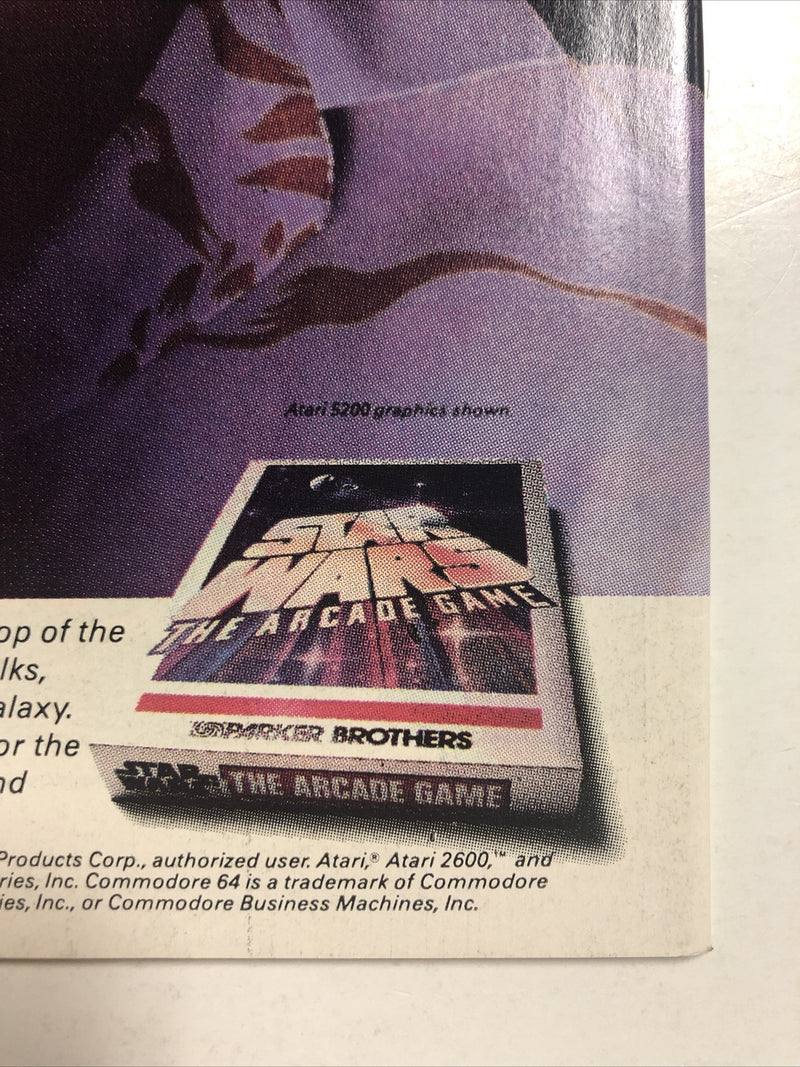 Atari 5200 graphics shown.
STAR
WARS
THE ARCADE GAME
PARKER BROTHERS
STAR
WARS THE ARCADE GAME
op of the
lks,
alaxy.
or the
nd
Products Corp., authorized user. Atari,® Atari 2600,™ and
ries, Inc. Commodore 64 is a trademark of Commodore
ies, Inc., or Commodore Business Machines, Inc.